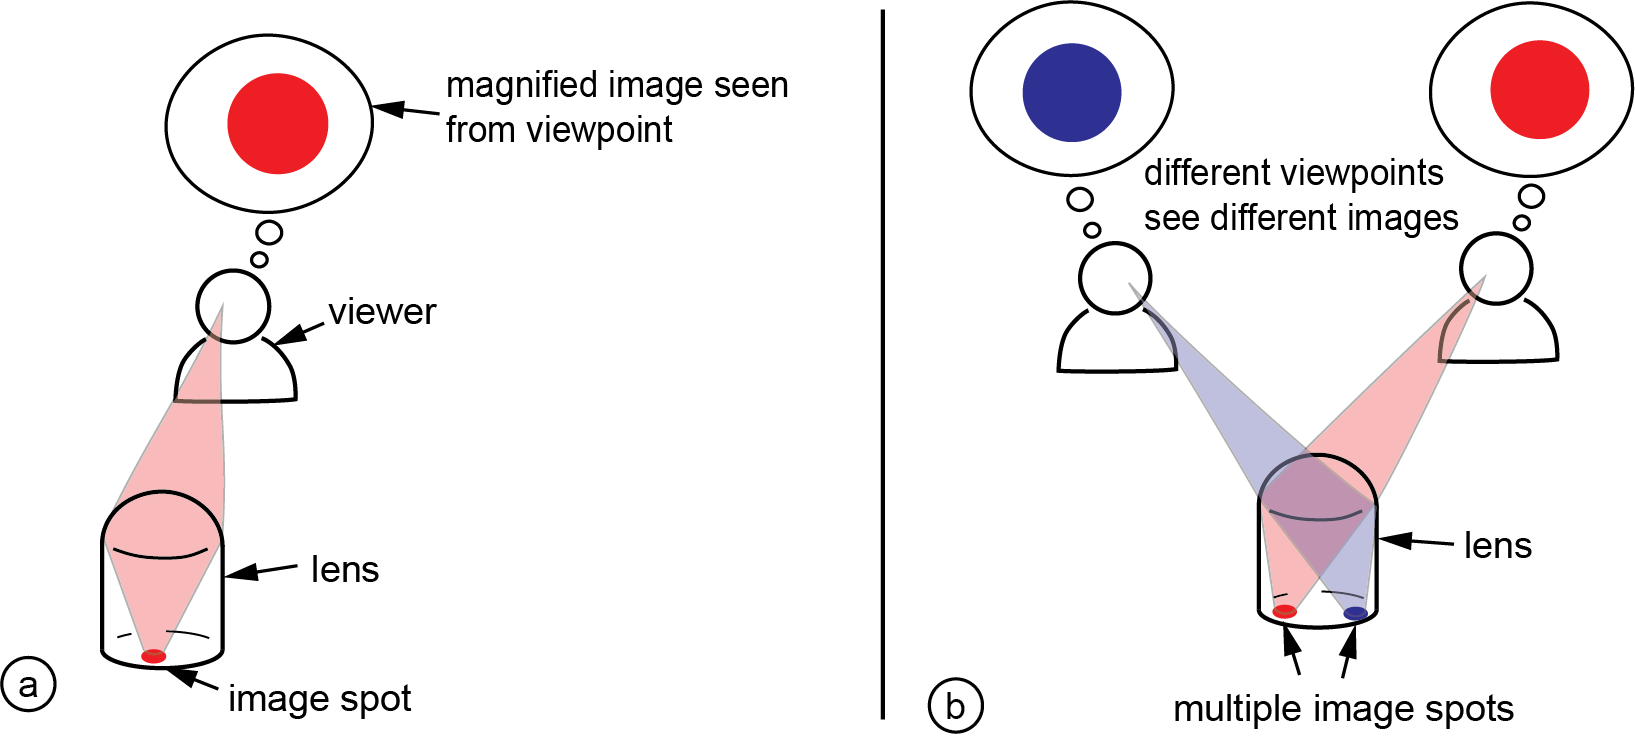 magnified image seen
from viewpoint
viewer
lens
image spot
a
different viewpoints
see different images
lens
multiple image spots
b